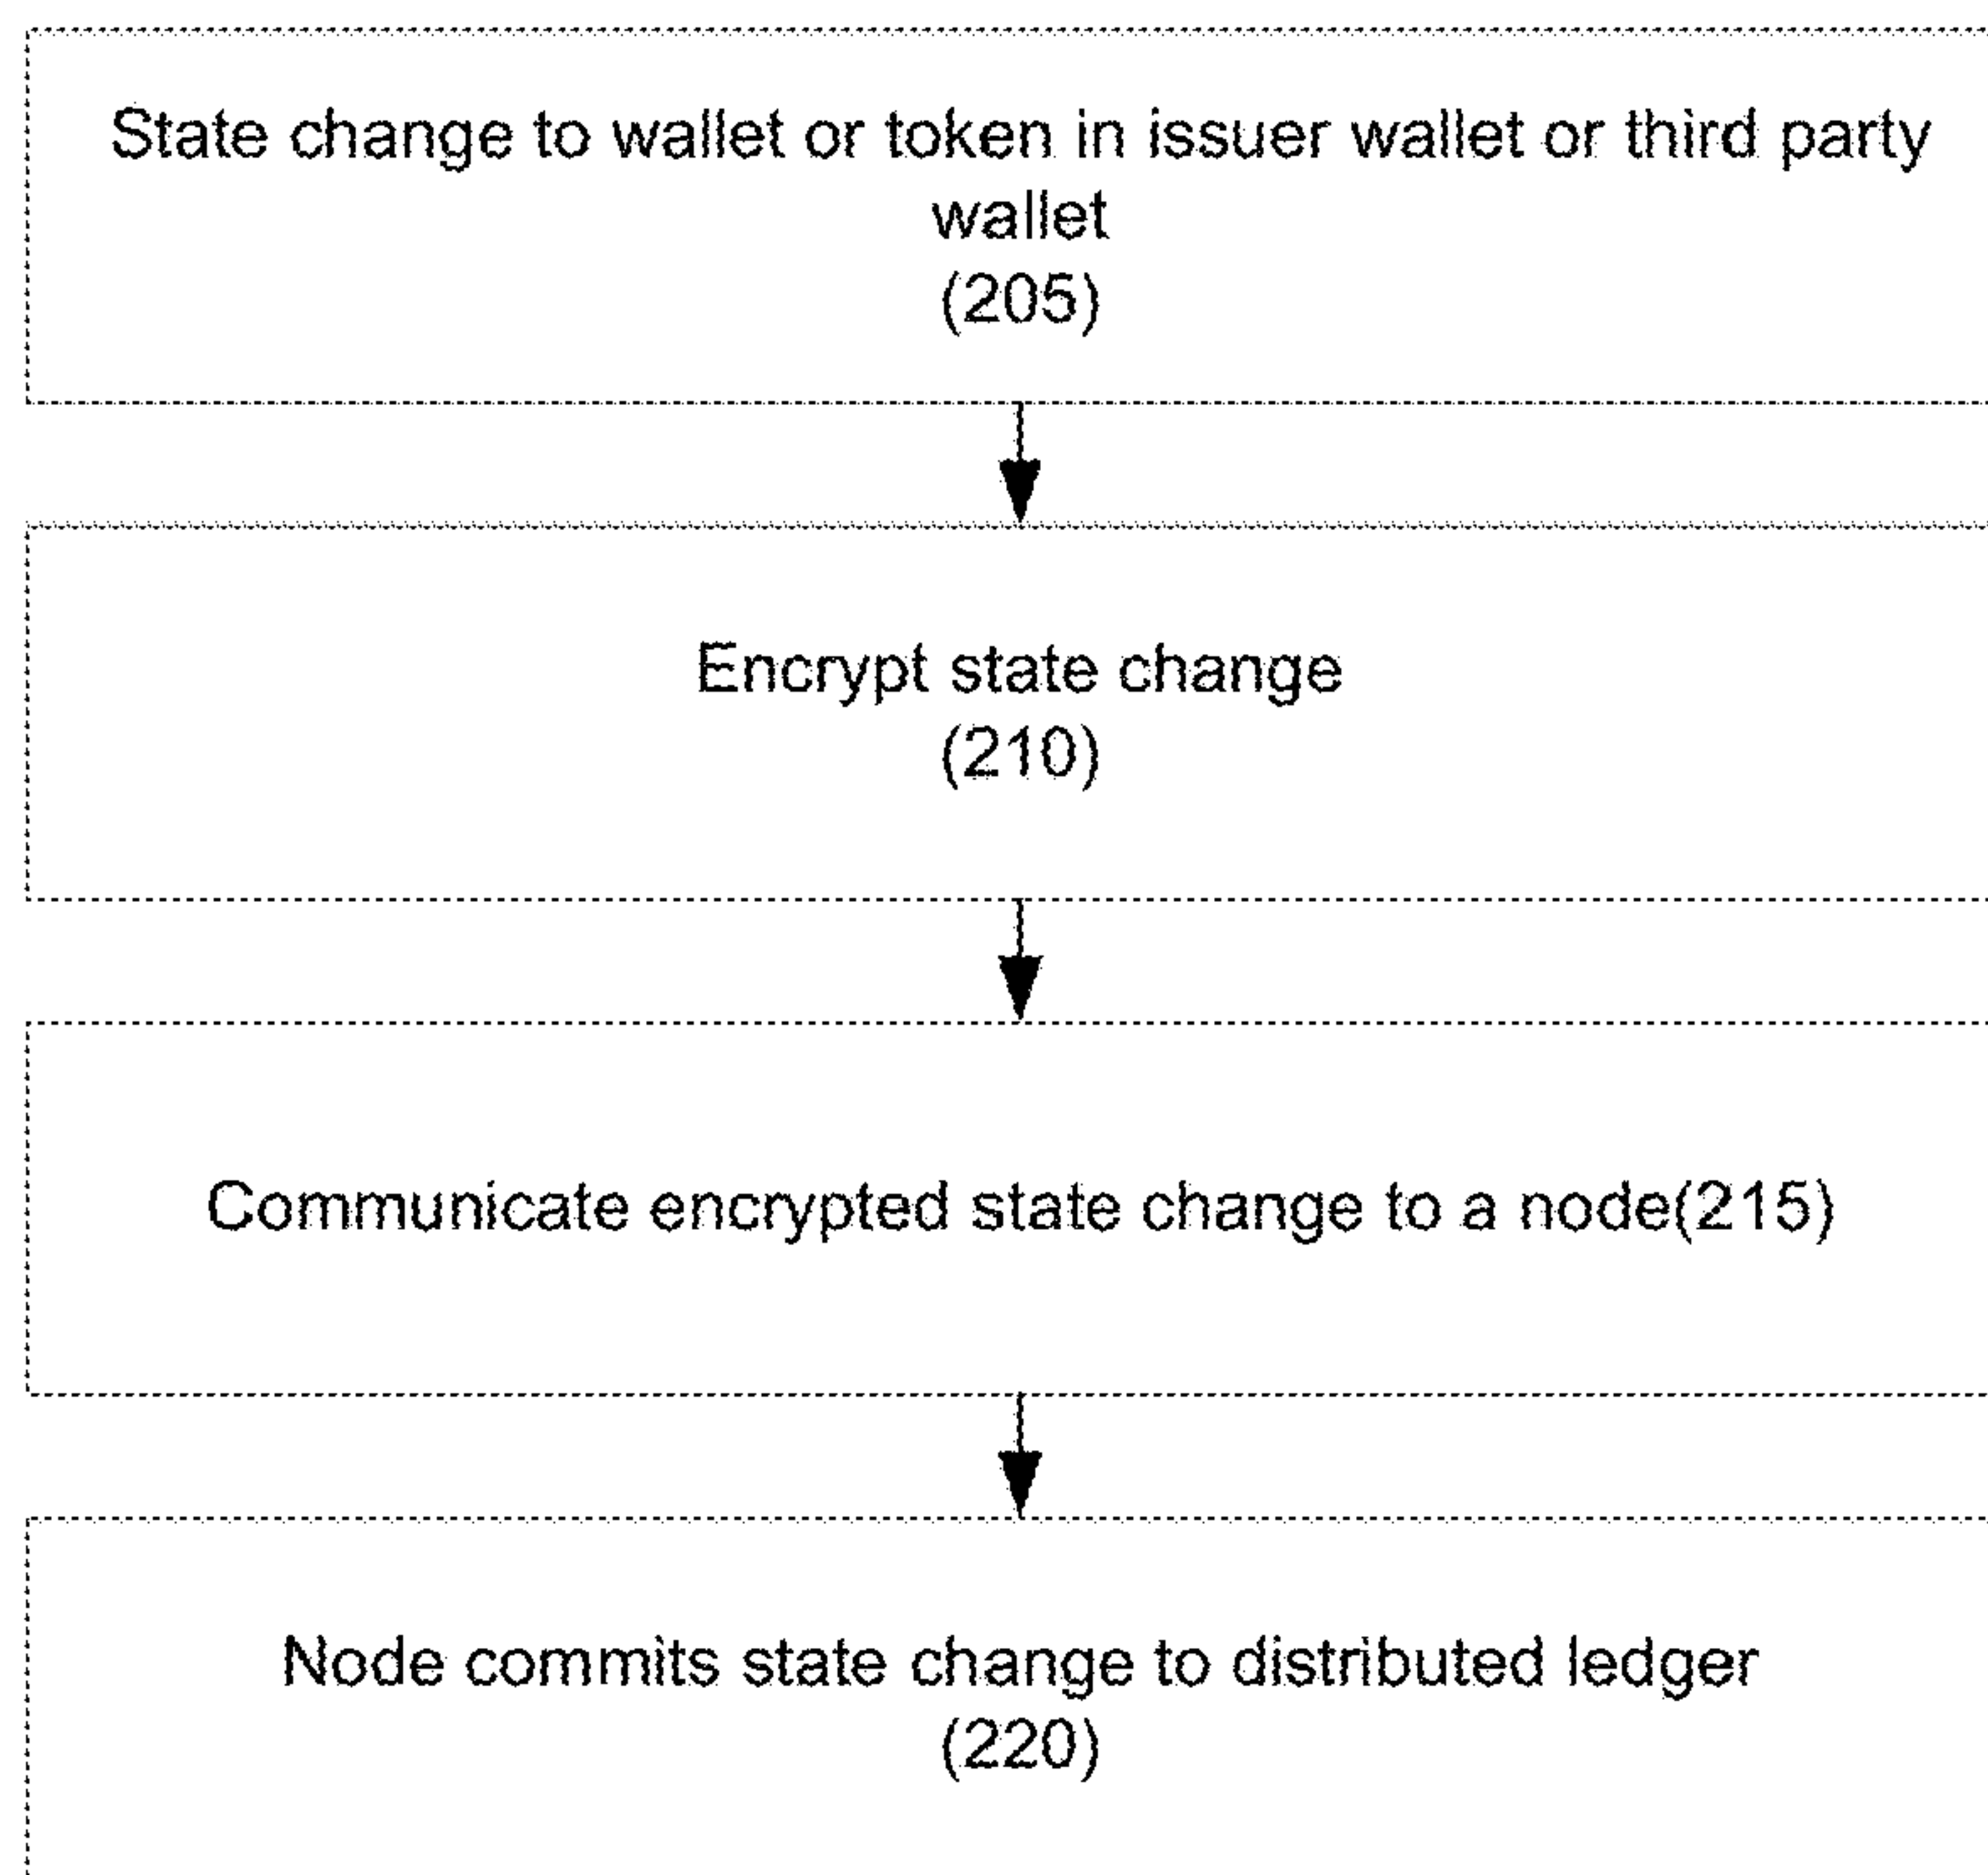 State change to wallet or token in issuer wallet or third party
wallet
(205)
Encrypt state change
(210)
Communicate encrypted state change to a node(215)
Node commits state change to distributed ledger
(220)